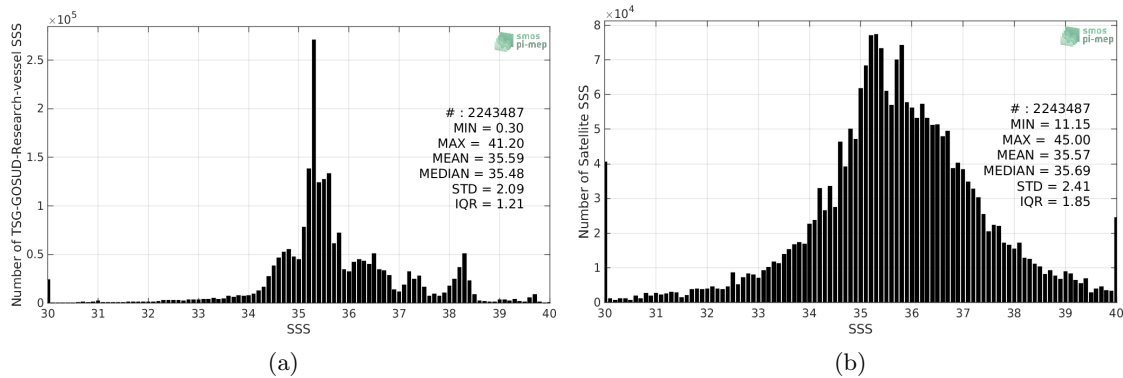 ×10⁵
Number of TSG-GOSUD-Research-vessel SSS
2.5
2
1.5
1
0.5
0
smos
pi-mep
# : 2243487
MIN = 0.30
MAX = 41.20
MEAN = 35.59
MEDIAN = 35.48
STD = 2.09
IQR = 1.21
30 31 32 33 34 35 36 37 38 39 40
SSS
(a)
×10⁴
Number of Satellite SSS
8
7
6
5
4
3
2
1
0
smos
pi-mep
# : 2243487
MIN = 11.15
MAX = 45.00
MEAN = 35.57
MEDIAN = 35.69
STD = 2.41
IQR = 1.85
30 31 32 33 34 35 36 37 38 39 40
SSS
(b)